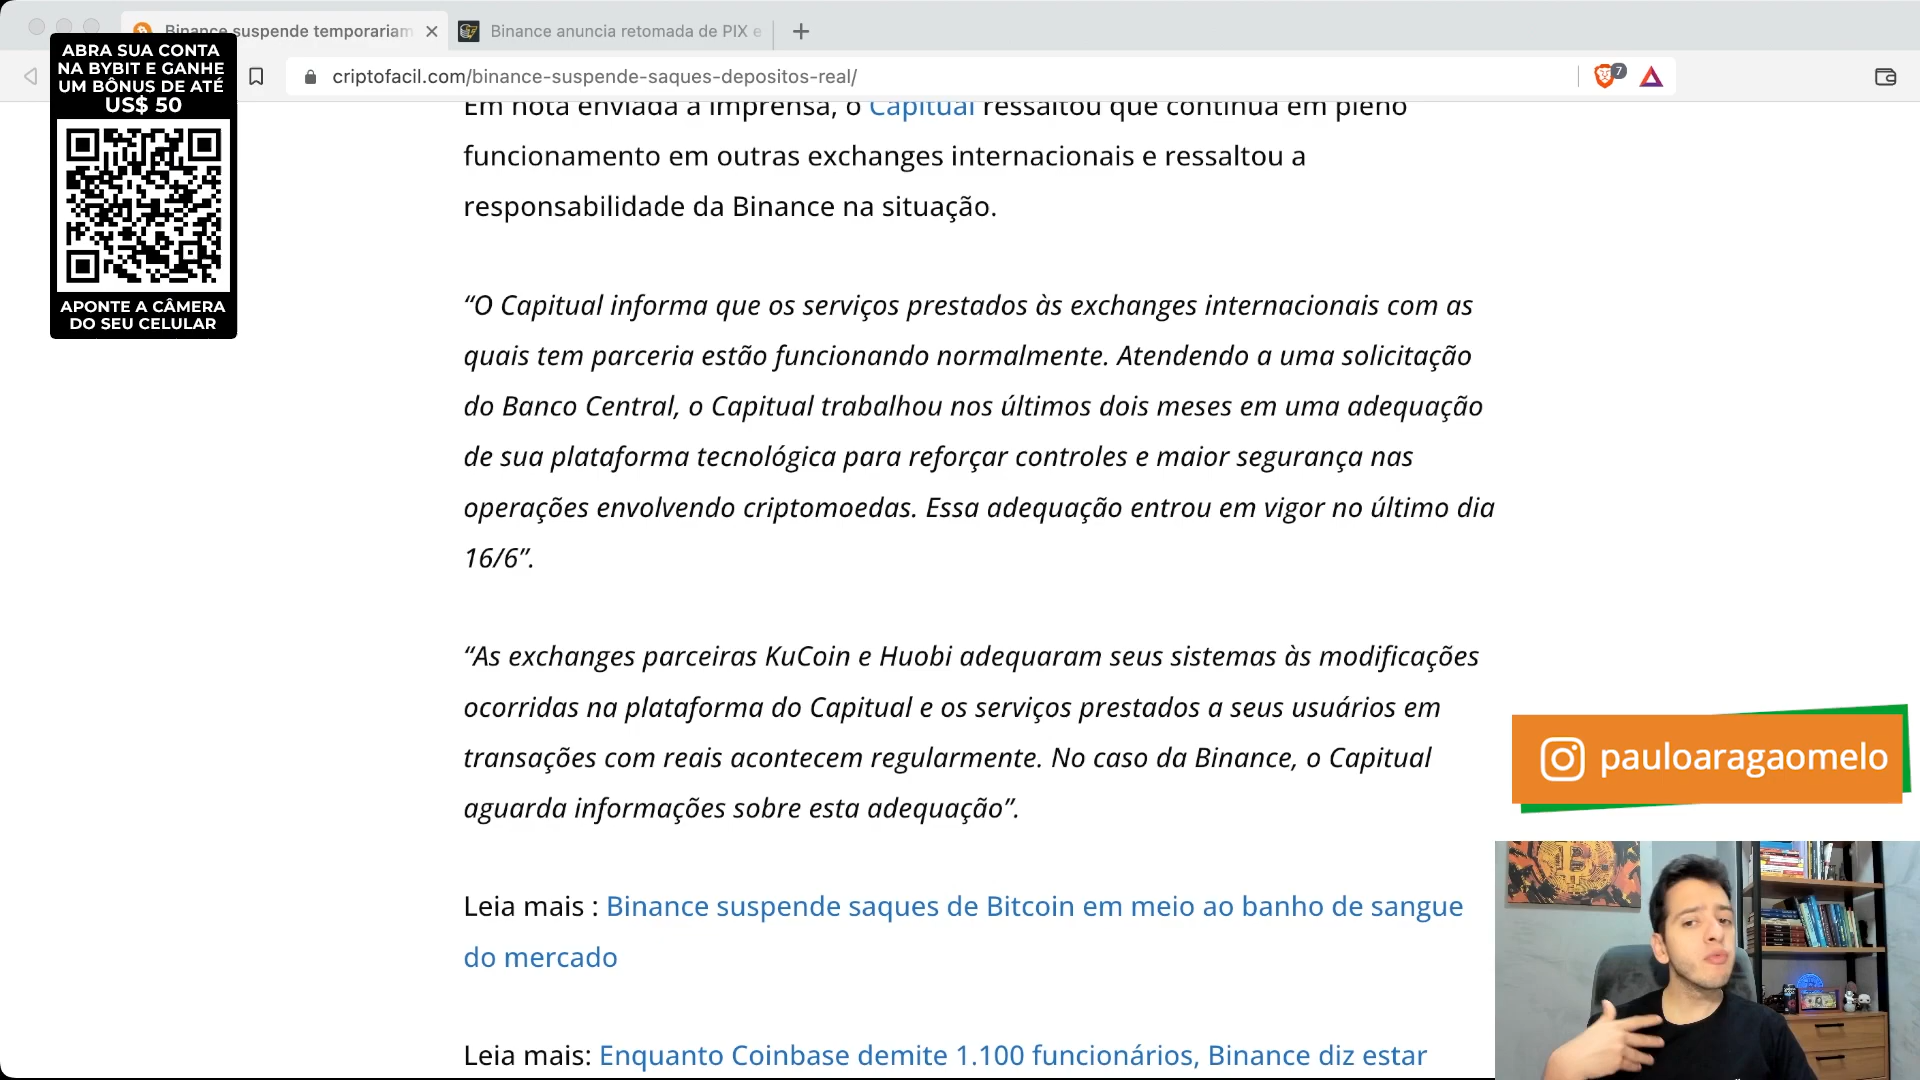 Binance suspende temporariam
Binance anuncia retomada de PIX e
criptofacil.com/binance-suspende-saques-depositos-real/
7
ABRA SUA CONTA
NA BYBIT E GANHE
UM BÔNUS DE ATÉ
US$ 50
APONTE A CÂMERA
DO SEU CELULAR
Em nota enviada à imprensa, o Capitual ressaltou que continua em pleno
funcionamento em outras exchanges internacionais e ressaltou a
responsabilidade da Binance na situação.
“O Capitual informa que os serviços prestados às exchanges internacionais com as
quais tem parceria estão funcionando normalmente. Atendendo a uma solicitação
do Banco Central, o Capitual trabalhou nos últimos dois meses em uma adequação
de sua plataforma tecnológica para reforçar controles e maior segurança nas
operações envolvendo criptomoedas. Essa adequação entrou em vigor no último dia
16/6”.
“As exchanges parceiras KuCoin e Huobi adequaram seus sistemas às modificações
ocorridas na plataforma do Capitual e os serviços prestados a seus usuários em
transações com reais acontecem regularmente. No caso da Binance, o Capitual
aguarda informações sobre esta adequação”.
Leia mais : Binance suspende saques de Bitcoin em meio ao banho de sangue
do mercado
Leia mais: Enquanto Coinbase demite 1.100 funcionários, Binance diz estar
pauloaragaomelo